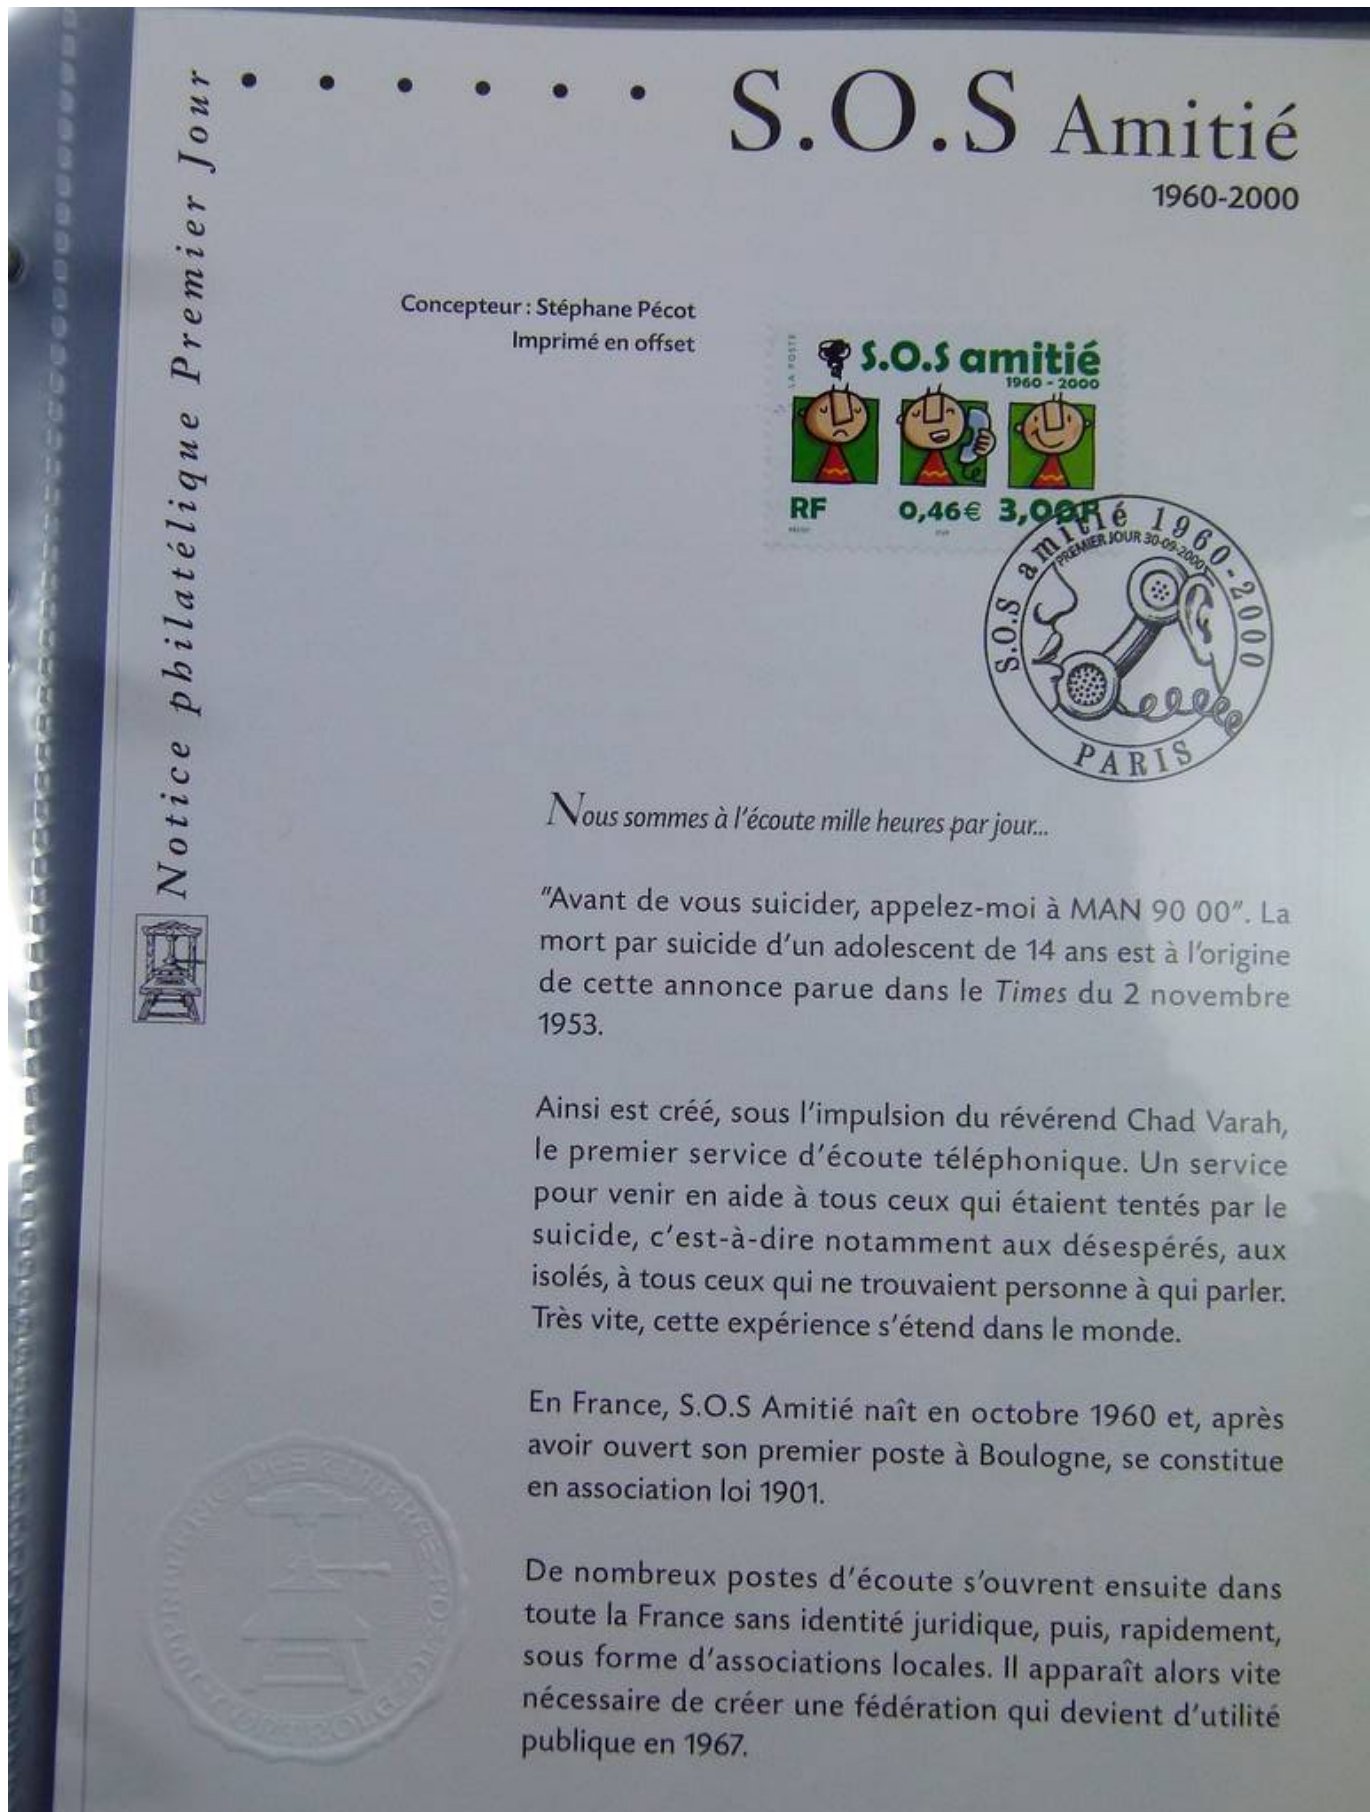 Notice philatélique Premier Jour
S.O.S Amitié
1960-2000
Concepteur : Stéphane Pécot
Imprimé en offset
LA POSTE
S.O.S amitié
1960 - 2000
RF
0,46€ 3,00F
S.O.S amitié 1960-2000
PREMIER JOUR 30-09-2000
PARIS
Nous sommes à l'écoute mille heures par jour...
"Avant de vous suicider, appelez-moi à MAN 90 00". La
mort par suicide d'un adolescent de 14 ans est à l'origine
de cette annonce parue dans le Times du 2 novembre
1953.
Ainsi est créé, sous l'impulsion du révérend Chad Varah,
le premier service d'écoute téléphonique. Un service
pour venir en aide à tous ceux qui étaient tentés par le
suicide, c'est-à-dire notamment aux désespérés, aux
isolés, à tous ceux qui ne trouvaient personne à qui parler.
Très vite, cette expérience s'étend dans le monde.
En France, S.O.S Amitié naît en octobre 1960 et, après
avoir ouvert son premier poste à Boulogne, se constitue
en association loi 1901.
De nombreux postes d'écoute s'ouvrent ensuite dans
toute la France sans identité juridique, puis, rapidement,
sous forme d'associations locales. Il apparaît alors vite
nécessaire de créer une fédération qui devient d'utilité
publique en 1967.